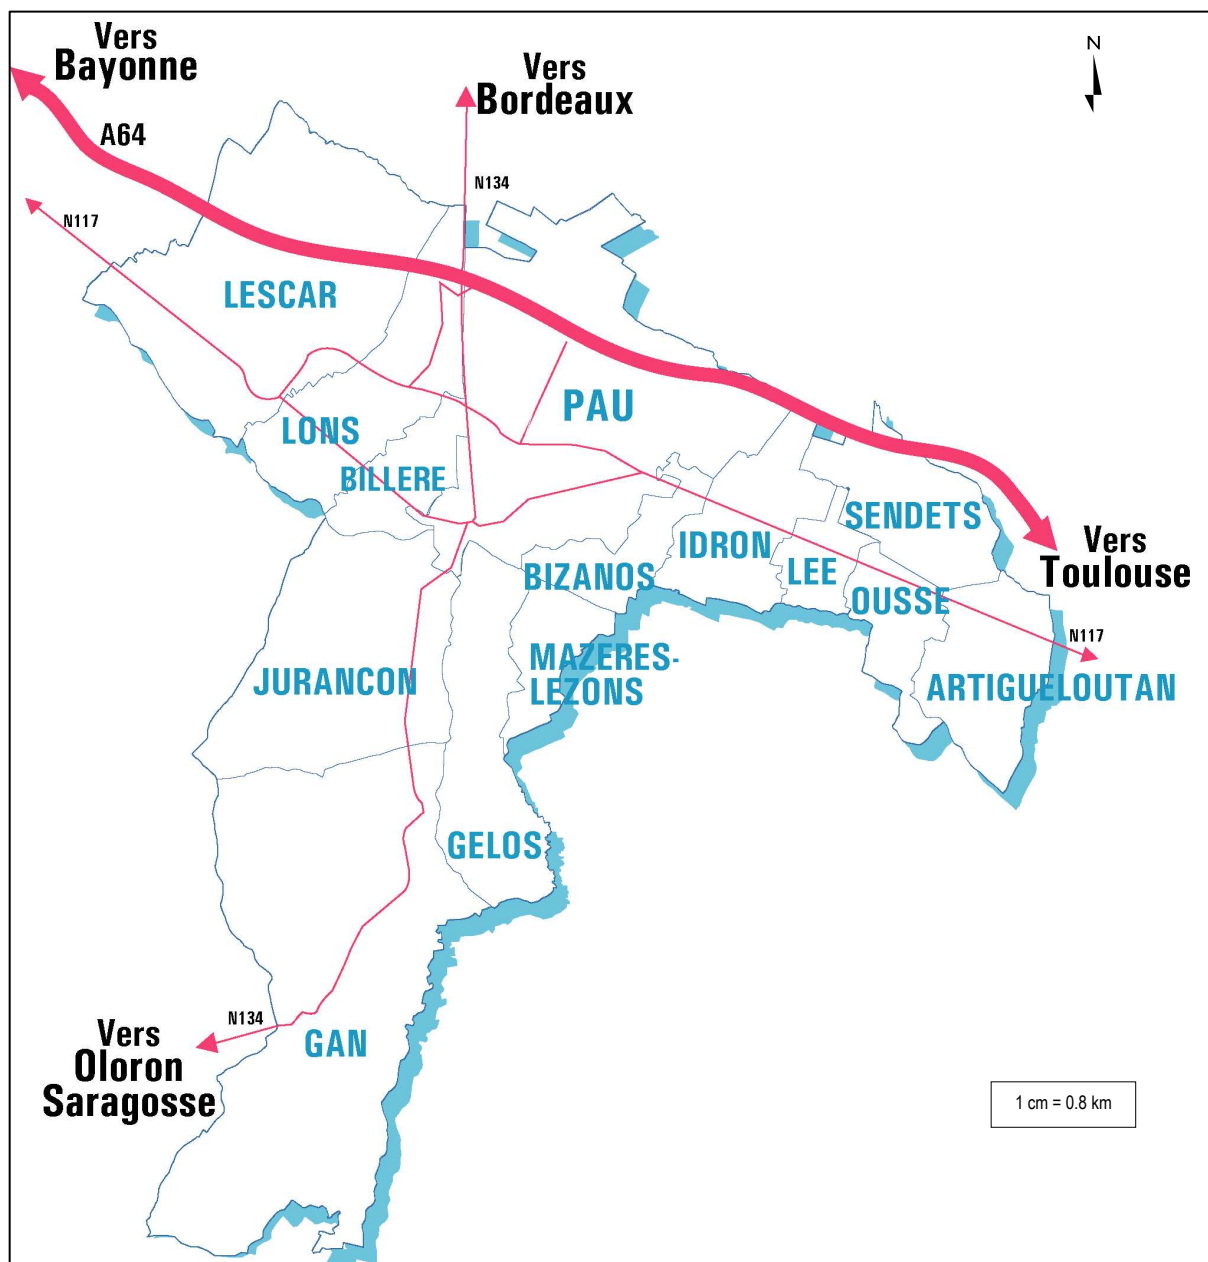 Vers
Bayonne
Vers
Bordeaux
N
A64
N134
N117
LESCAR
PAU
LONS
BILLERE
SENDETS
IDRON
Vers
Toulouse
BIZANOS
LEE
OUSSE
N117
MAZERES-
LEZONS
JURANCON
ARTIGUELOUTAN
GELOS
N134
GAN
Vers
Oloron
Saragosse
1 cm = 0.8 km